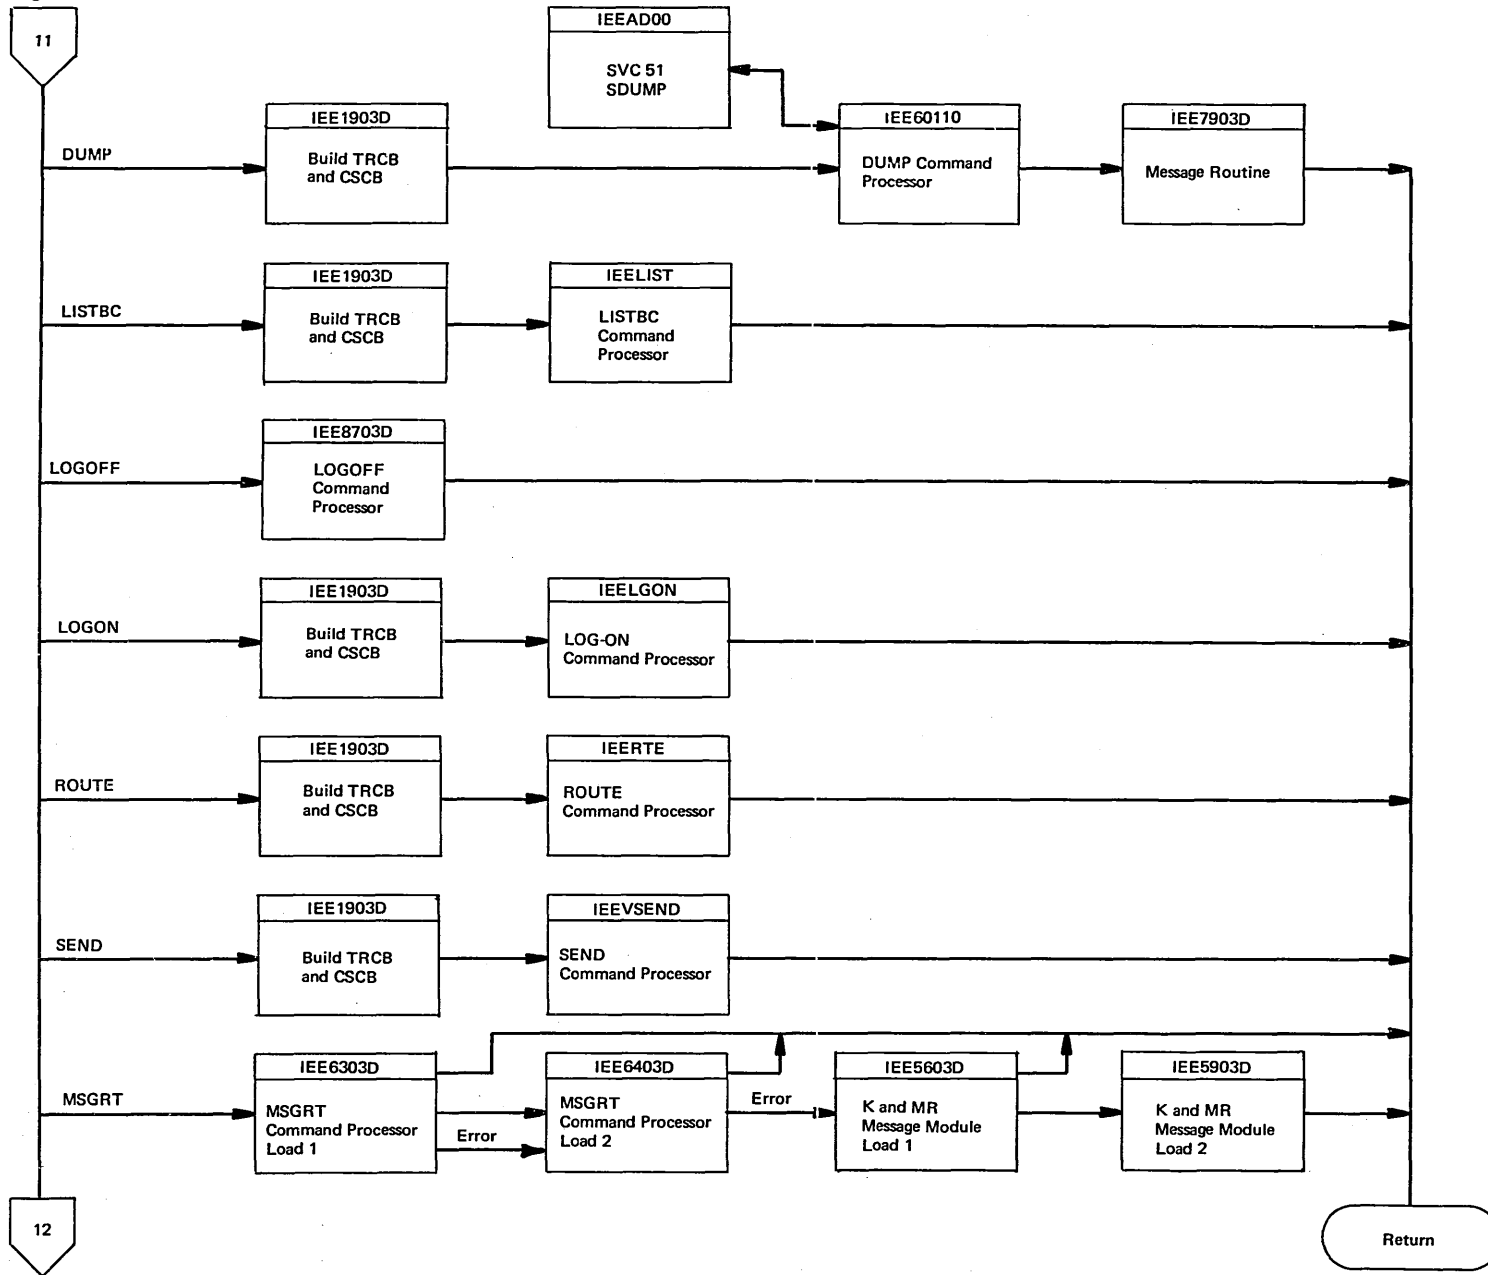 11
IEEAD00
SVC 51
SDUMP
DUMP
IEE1903D
Build TRCB
and CSCB
IEE60110
DUMP Command
Processor
IEE7903D
Message Routine
LISTBC
IEE1903D
Build TRCB
and CSCB
IEELIST
LISTBC
Command
Processor
LOGOFF
IEE8703D
LOGOFF
Command
Processor
LOGON
IEE1903D
Build TRCB
and CSCB
IEELGON
LOG-ON
Command Processor
ROUTE
IEE1903D
Build TRCB
and CSCB
IEERTE
ROUTE
Command Processor
SEND
IEE1903D
Build TRCB
and CSCB
IEEVSEND
SEND
Command Processor
MSGRT
IEE6303D
MSGRT
Command Processor
Load 1
Error
IEE6403D
MSGRT
Command Processor
Load 2
Error
IEE5603D
K and MR
Message Module
Load 1
IEE5903D
K and MR
Message Module
Load 2
12
Return